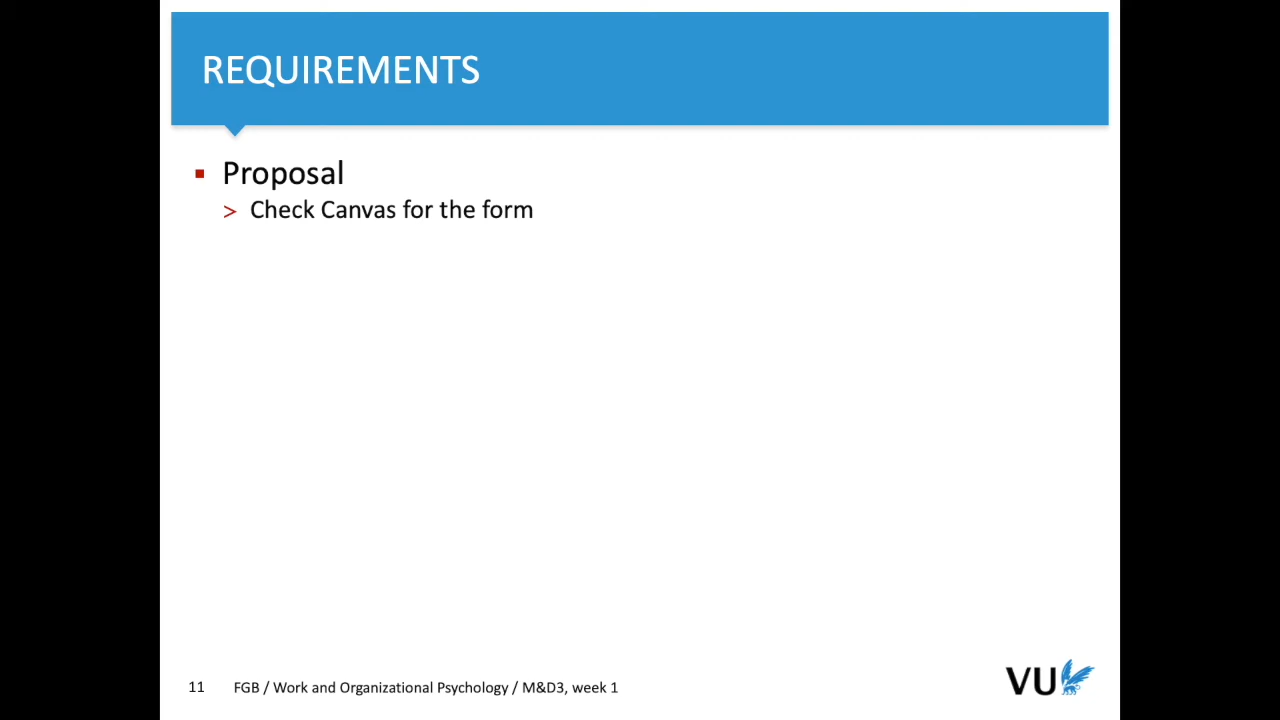 REQUIREMENTS
▪ Proposal
> Check Canvas for the form
11 FGB / Work and Organizational Psychology / M&D3, week 1
VU